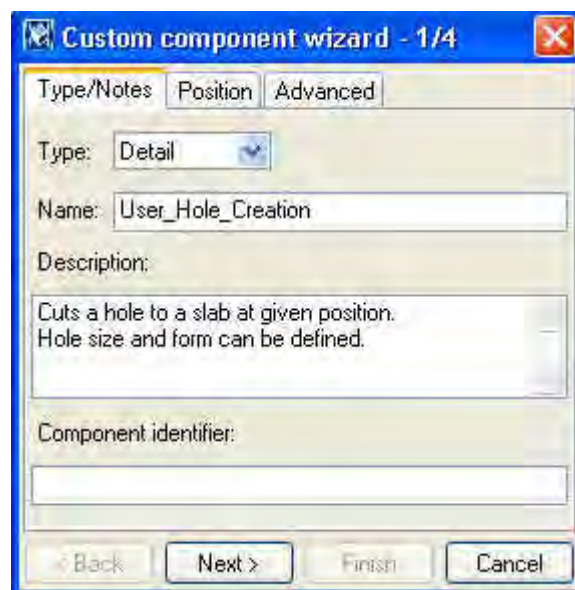 Custom component wizard - 1/4
Type/Notes Position Advanced
Type: Detail
Name: User_Hole_Creation
Description:
Cuts a hole to a slab at given position.
Hole size and form can be defined.
Component identifier:
< Back Next > Finish Cancel